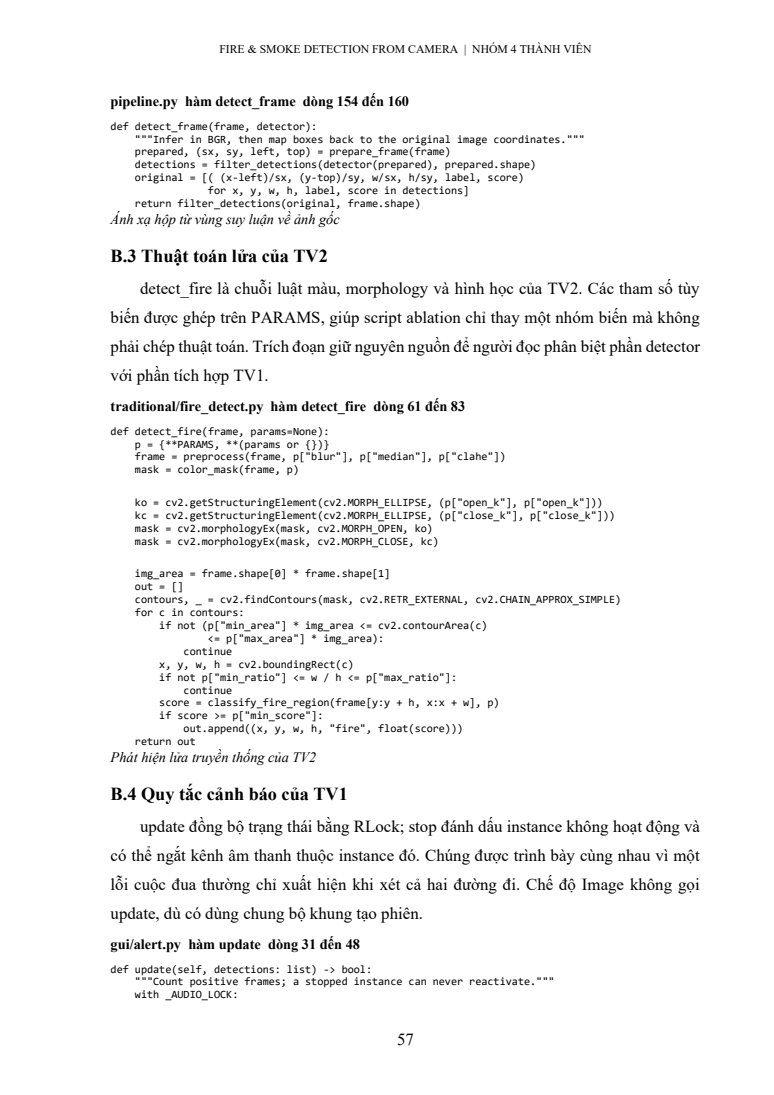 FIRE & SMOKE DETECTION FROM CAMERA | NHÓM 4 THÀNH VIÊN
pipeline.py hàm detect_frame dòng 154 đến 160
def detect_frame(frame, detector):
    """Infer in BGR, then map boxes back to the original image coordinates."""
    prepared, (sx, sy, left, top) = prepare_frame(frame)
    detections = filter_detections(detector(prepared), prepared.shape)
    original = [( (x-left)/sx, (y-top)/sy, w/sx, h/sy, label, score)
                for x, y, w, h, label, score in detections]
    return filter_detections(original, frame.shape)
Ánh xạ hộp từ vùng suy luận về ảnh gốc
B.3 Thuật toán lửa của TV2
detect_fire là chuỗi luật màu, morphology và hình học của TV2. Các tham số tùy
biến được ghép trên PARAMS, giúp script ablation chỉ thay một nhóm biến mà không
phải chép thuật toán. Trích đoạn giữ nguyên nguồn để người đọc phân biệt phần detector
với phần tích hợp TV1.
traditional/fire_detect.py hàm detect_fire dòng 61 đến 83
def detect_fire(frame, params=None):
    p = {**PARAMS, **(params or {})}
    frame = preprocess(frame, p["blur"], p["median"], p["clahe"])
    mask = color_mask(frame, p)
    ko = cv2.getStructuringElement(cv2.MORPH_ELLIPSE, (p["open_k"], p["open_k"]))
    kc = cv2.getStructuringElement(cv2.MORPH_ELLIPSE, (p["close_k"], p["close_k"]))
    mask = cv2.morphologyEx(mask, cv2.MORPH_OPEN, ko)
    mask = cv2.morphologyEx(mask, cv2.MORPH_CLOSE, kc)
    img_area = frame.shape[0] * frame.shape[1]
    out = []
    contours, _ = cv2.findContours(mask, cv2.RETR_EXTERNAL, cv2.CHAIN_APPROX_SIMPLE)
    for c in contours:
        if not (p["min_area"] * img_area <= cv2.contourArea(c)
                <= p["max_area"] * img_area):
            continue
        x, y, w, h = cv2.boundingRect(c)
        if not p["min_ratio"] <= w / h <= p["max_ratio"]:
            continue
        score = classify_fire_region(frame[y:y + h, x:x + w], p)
        if score >= p["min_score"]:
            out.append((x, y, w, h, "fire", float(score)))
    return out
Phát hiện lửa truyền thống của TV2
B.4 Quy tắc cảnh báo của TV1
update đồng bộ trạng thái bằng RLock; stop đánh dấu instance không hoạt động và
có thể ngắt kênh âm thanh thuộc instance đó. Chúng được trình bày cùng nhau vì một
lỗi cuộc đua thường chỉ xuất hiện khi xét cả hai đường đi. Chế độ Image không gọi
update, dù có dùng chung bộ khung tạo phiên.
gui/alert.py hàm update dòng 31 đến 48
def update(self, detections: list) -> bool:
    """Count positive frames; a stopped instance can never reactivate."""
    with _AUDIO_LOCK:
57